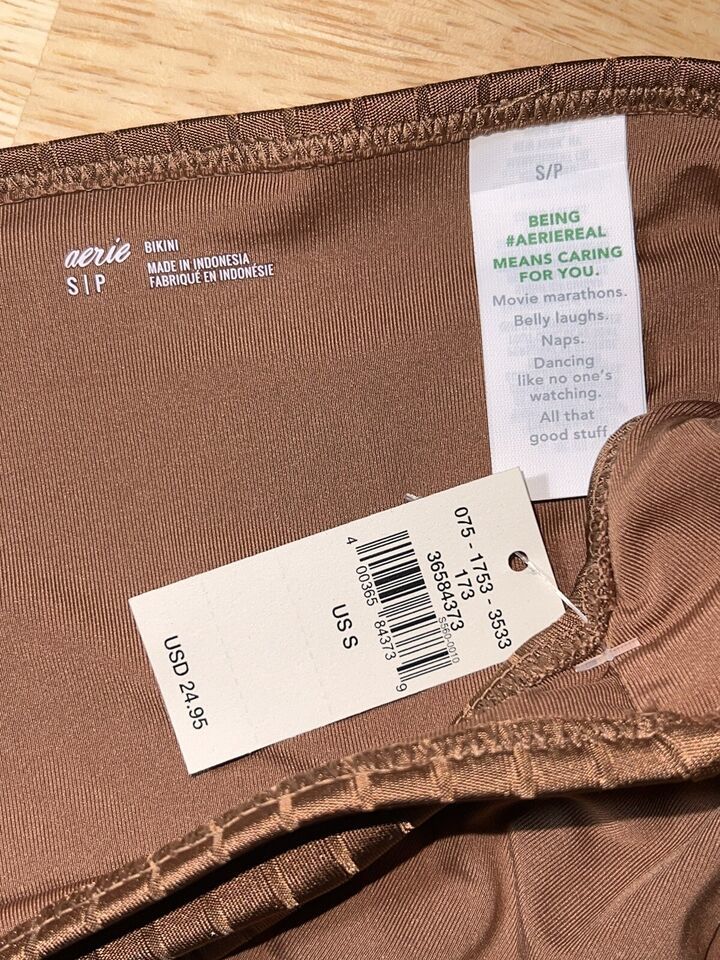 aerie BIKINI
S|P MADE IN INDONESIA
FABRIQUÉ EN INDONÉSIE
S/P
BEING
#AERIEREAL
MEANS CARING
FOR YOU.
Movie marathons.
Belly laughs.
Naps.
Dancing
like no one's
watching.
All that
good stuff
075 - 1753 - 3533
173
36584373
S560-0010
4 00365 84373 9
US S
USD 24.95